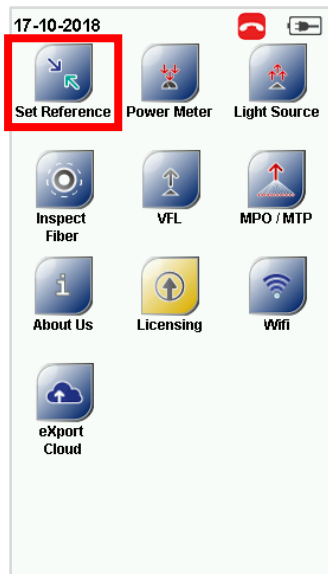 17-10-2018
Set Reference Power Meter Light Source
Inspect Fiber VFL MPO / MTP
About Us Licensing Wifi
eXport
Cloud